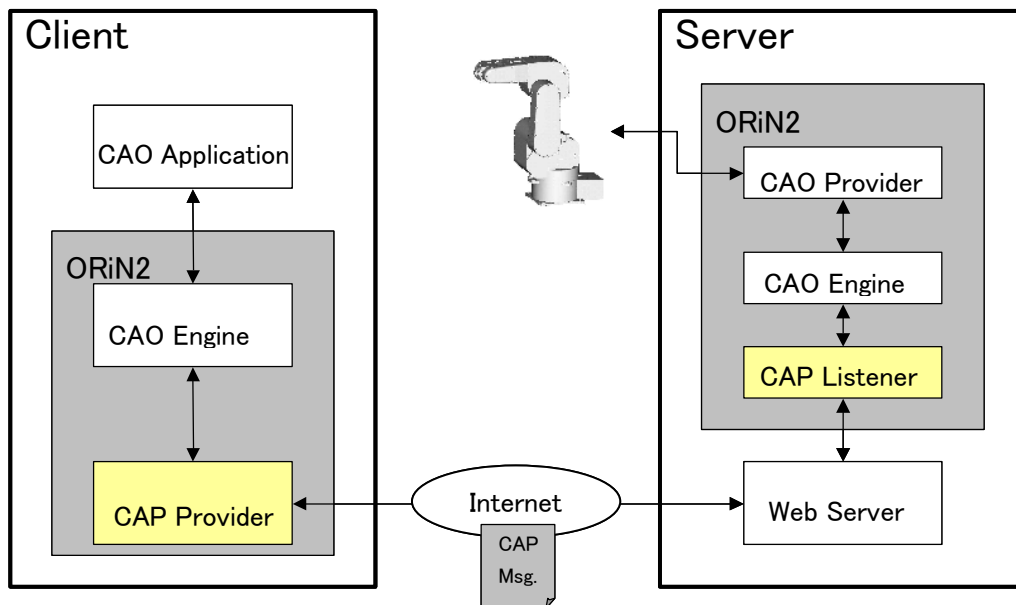 Client
CAO Application
ORiN2
CAO Engine
CAP Provider
Internet
CAP
Msg.
Server
ORiN2
CAO Provider
CAO Engine
CAP Listener
Web Server